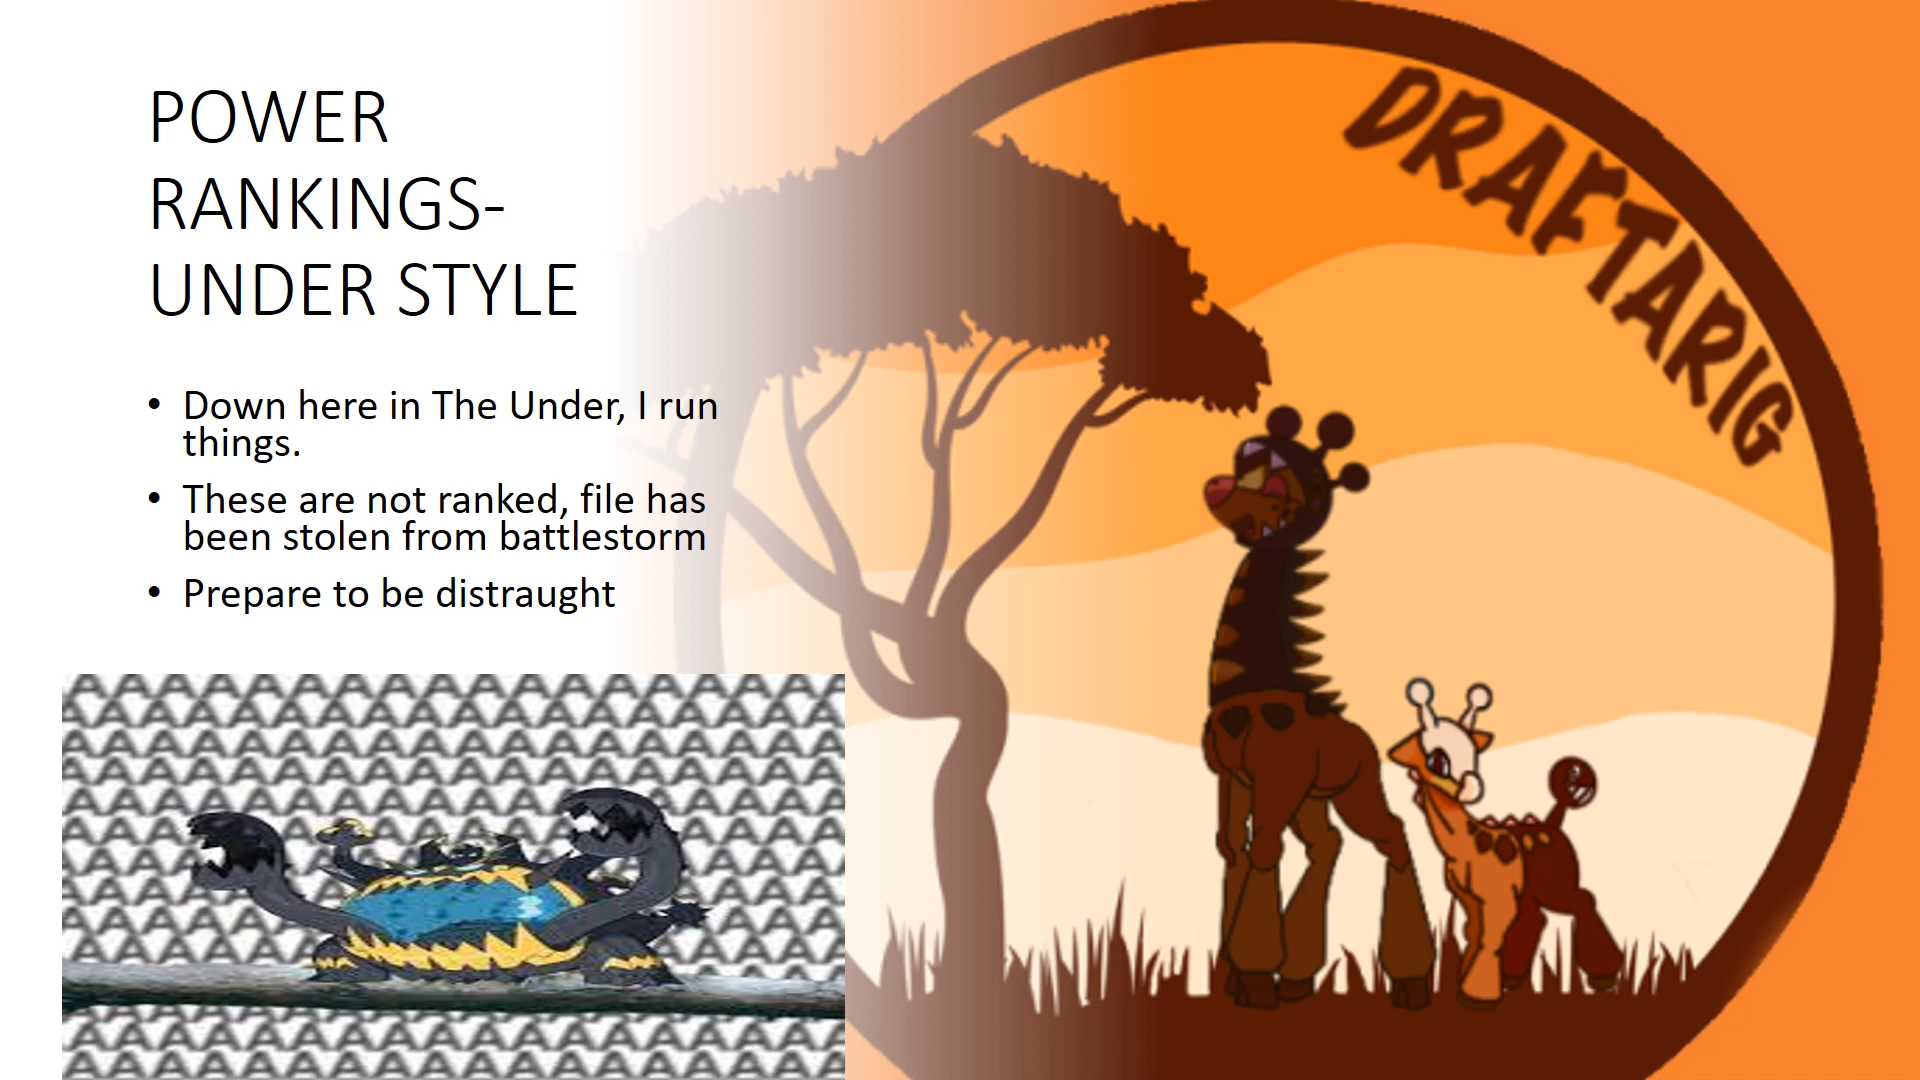 POWER
RANKINGS-
UNDER STYLE
DRAFTARIG
• Down here in The Under, I run
things.
• These are not ranked, file has
been stolen from battlestorm
• Prepare to be distraught
AAAAAAAAAAAAAAAAAA